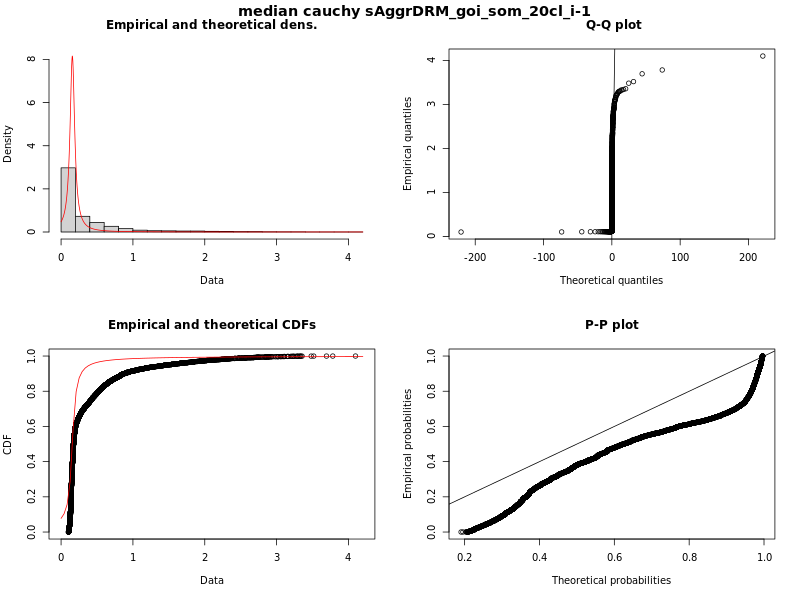 median cauchy sAggrDRM_goi_som_20cl_i-1
Empirical and theoretical dens.
Density
0 2 4 6 8
0 1 2 3 4
Data
Q-Q plot
Empirical quantiles
0 1 2 3 4
-200 -100 0 100 200
Theoretical quantiles
Empirical and theoretical CDFs
CDF
0.0 0.2 0.4 0.6 0.8 1.0
0 1 2 3 4
Data
P-P plot
Empirical probabilities
0.0 0.2 0.4 0.6 0.8 1.0
0.2 0.4 0.6 0.8 1.0
Theoretical probabilities